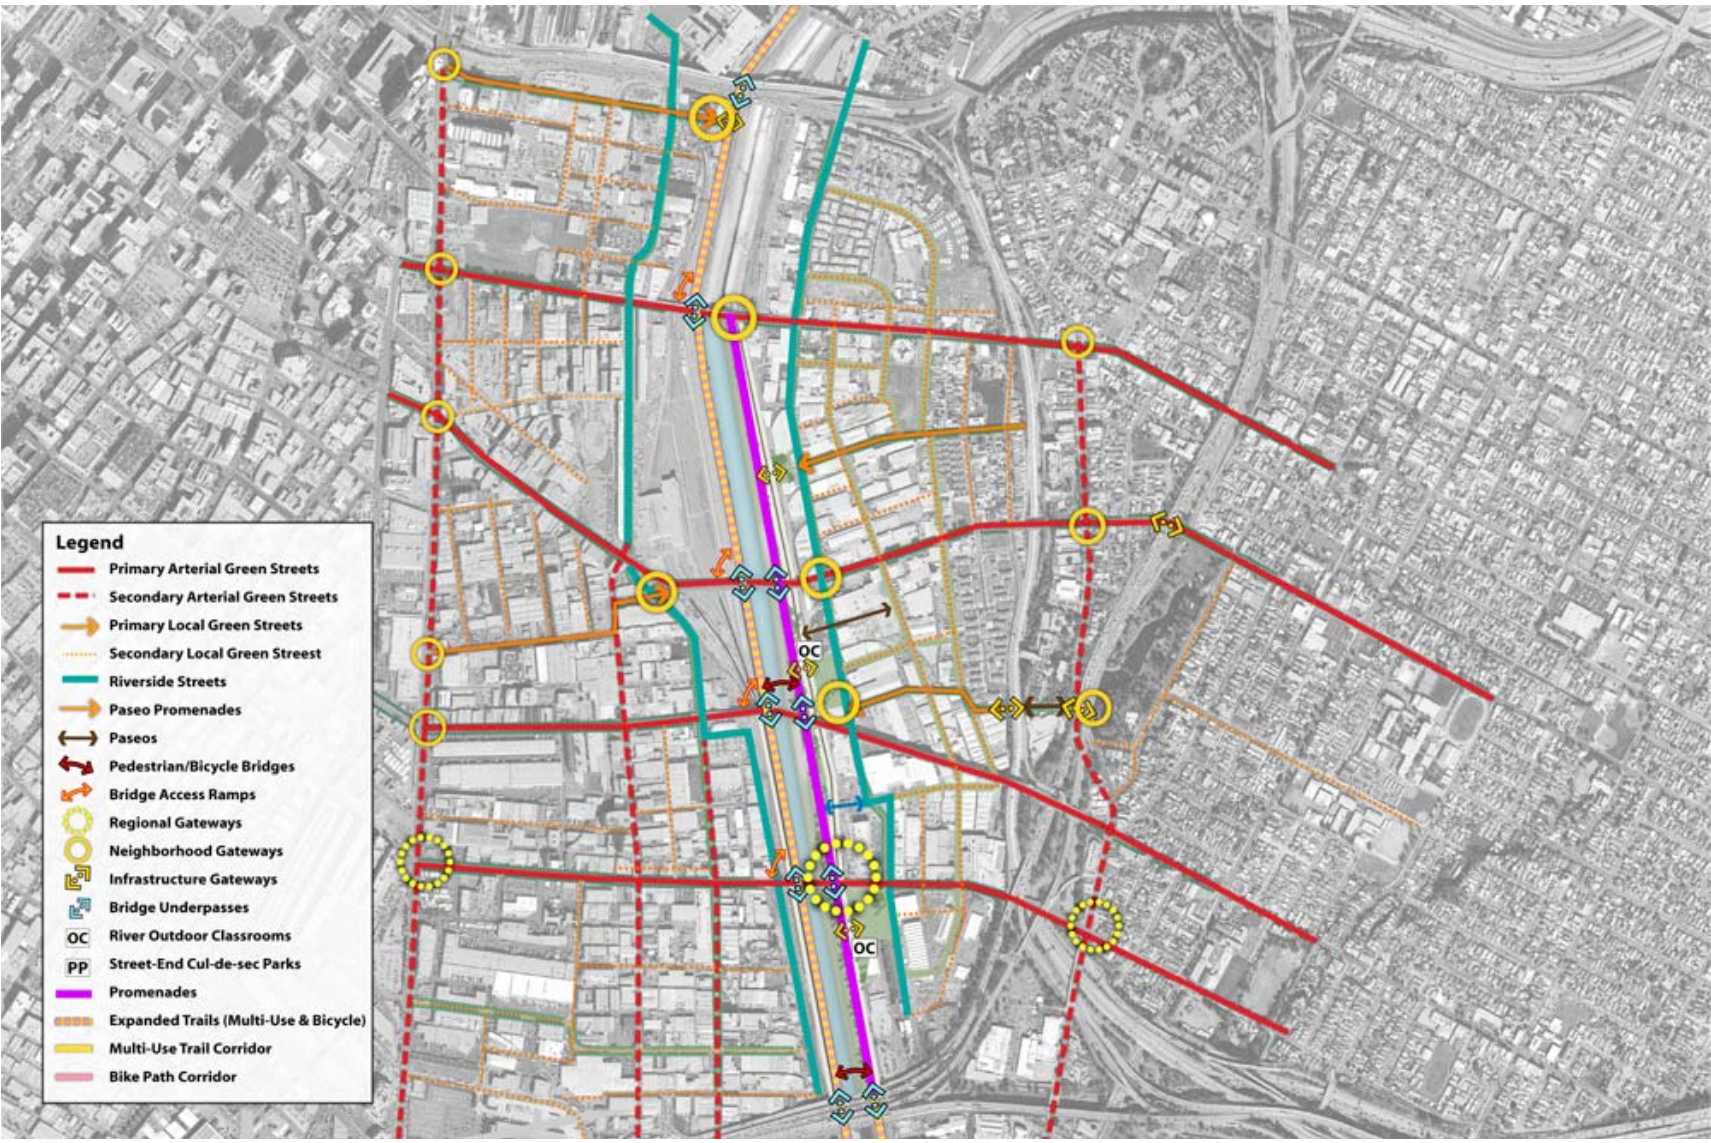 OC
Legend
Primary Arterial Green Streets
Secondary Arterial Green Streets
Primary Local Green Streets
Secondary Local Green Streest
Riverside Streets
Paseo Promenades
Paseos
Pedestrian/Bicycle Bridges
Bridge Access Ramps
Regional Gateways
Neighborhood Gateways
Infrastructure Gateways
Bridge Underpasses
OC River Outdoor Classrooms
PP Street-End Cul-de-sec Parks
Promenades
Expanded Trails (Multi-Use & Bicycle)
Multi-Use Trail Corridor
Bike Path Corridor
OC